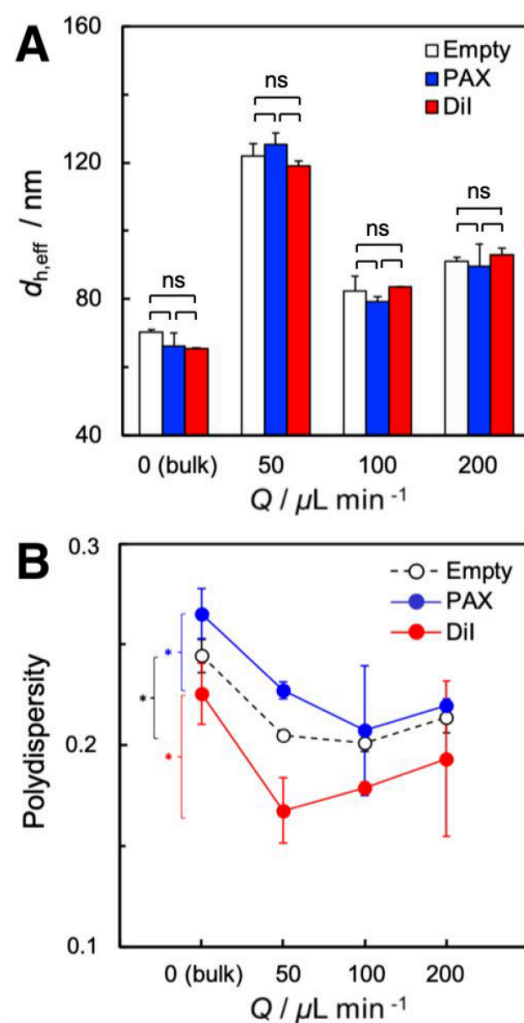 A
160
120
80
40
d h,eff / nm
Empty
PAX
DiI
ns
ns
ns
ns
0 (bulk) 50 100 200
Q / µL min -1
B
0.3
0.2
0.1
Polydispersity
Empty
PAX
DiI
*
*
*
0 (bulk) 50 100 200
Q / µL min -1